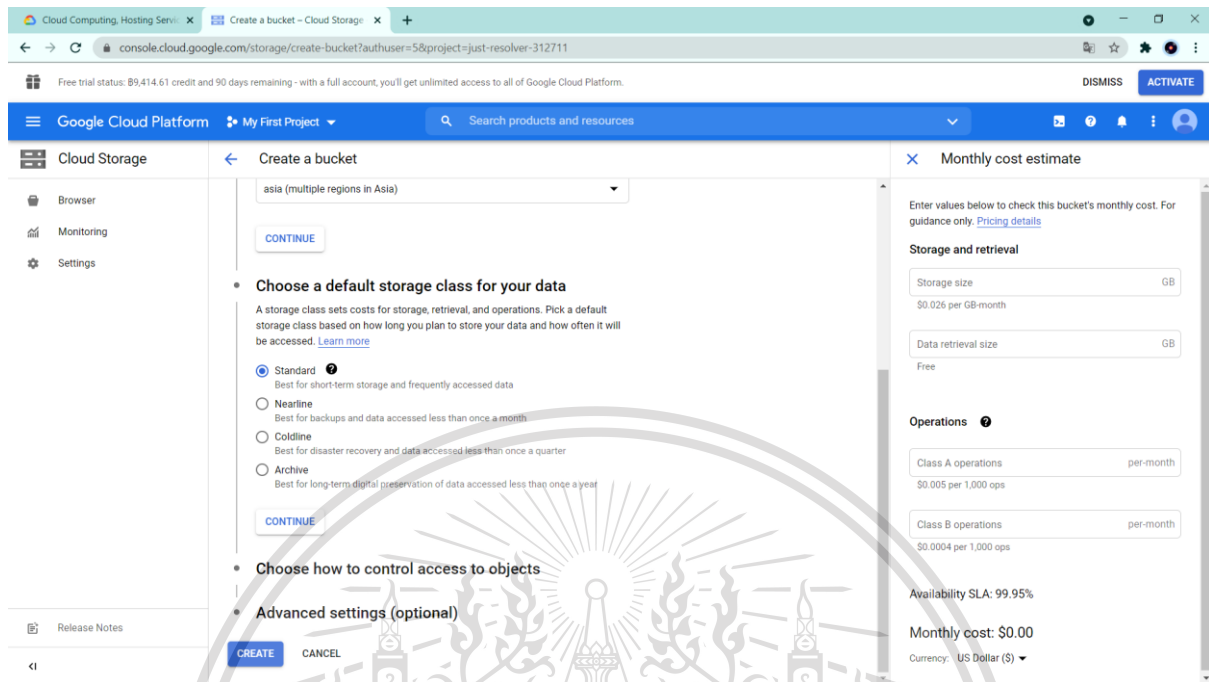 Cloud Computing, Hosting Servic
Create a bucket – Cloud Storage
console.cloud.google.com/storage/create-bucket?authuser=5&project=just-resolver-312711
Free trial status: ฿9,414.61 credit and 90 days remaining - with a full account, you'll get unlimited access to all of Google Cloud Platform.
DISMISS
ACTIVATE
Google Cloud Platform
My First Project
Search products and resources
Cloud Storage
Browser
Monitoring
Settings
Release Notes
Create a bucket
asia (multiple regions in Asia)
CONTINUE
Choose a default storage class for your data
A storage class sets costs for storage, retrieval, and operations. Pick a default
storage class based on how long you plan to store your data and how often it will
be accessed. Learn more
Standard
Best for short-term storage and frequently accessed data
Nearline
Best for backups and data accessed less than once a month
Coldline
Best for disaster recovery and data accessed less than once a quarter
Archive
Best for long-term digital preservation of data accessed less than once a year
CONTINUE
Choose how to control access to objects
Advanced settings (optional)
CREATE
CANCEL
Monthly cost estimate
Enter values below to check this bucket's monthly cost. For
guidance only. Pricing details
Storage and retrieval
Storage size GB
$0.026 per GB-month
Data retrieval size GB
Free
Operations
Class A operations per-month
$0.005 per 1,000 ops
Class B operations per-month
$0.0004 per 1,000 ops
Availability SLA: 99.95%
Monthly cost: $0.00
Currency: US Dollar ($)